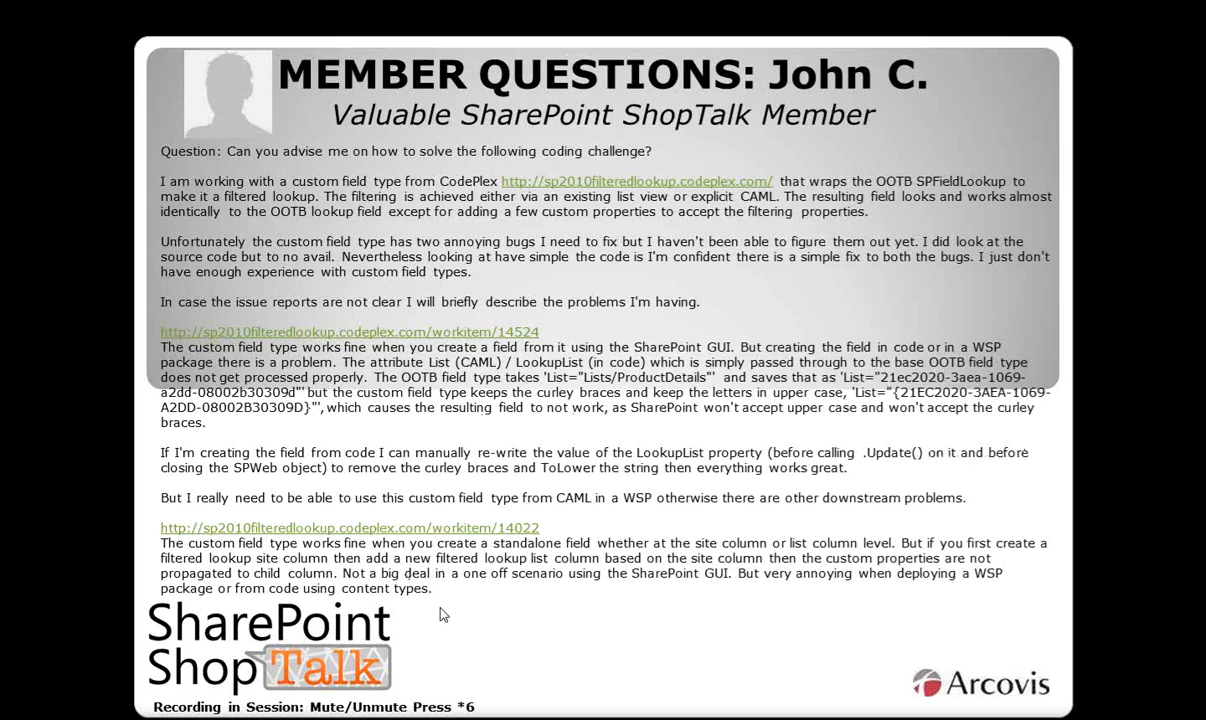 MEMBER QUESTIONS: John C.
Valuable SharePoint ShopTalk Member
Question: Can you advise me on how to solve the following coding challenge?
I am working with a custom field type from CodePlex http://sp2010filteredlookup.codeplex.com/ that wraps the OOTB SPFieldLookup to
make it a filtered lookup. The filtering is achieved either via an existing list view or explicit CAML. The resulting field looks and works almost
identically to the OOTB lookup field except for adding a few custom properties to accept the filtering properties.
Unfortunately the custom field type has two annoying bugs I need to fix but I haven't been able to figure them out yet. I did look at the
source code but to no avail. Nevertheless looking at have simple the code is I'm confident there is a simple fix to both the bugs. I just don't
have enough experience with custom field types.
In case the issue reports are not clear I will briefly describe the problems I'm having.
http://sp2010filteredlookup.codeplex.com/workitem/14524
The custom field type works fine when you create a field from it using the SharePoint GUI. But creating the field in code or in a WSP
package there is a problem. The attribute List (CAML) / LookupList (in code) which is simply passed through to the base OOTB field type
does not get processed properly. The OOTB field type takes 'List="Lists/ProductDetails"' and saves that as 'List="21ec2020-3aea-1069-
a2dd-08002b30309d"' but the custom field type keeps the curley braces and keep the letters in upper case, 'List="{21EC2020-3AEA-1069-
A2DD-08002B30309D}"', which causes the resulting field to not work, as SharePoint won't accept upper case and won't accept the curley
braces.
If I'm creating the field from code I can manually re-write the value of the LookupList property (before calling .Update() on it and before
closing the SPWeb object) to remove the curley braces and ToLower the string then everything works great.
But I really need to be able to use this custom field type from CAML in a WSP otherwise there are other downstream problems.
http://sp2010filteredlookup.codeplex.com/workitem/14022
The custom field type works fine when you create a standalone field whether at the site column or list column level. But if you first create a
filtered lookup site column then add a new filtered lookup list column based on the site column then the custom properties are not
propagated to child column. Not a big deal in a one off scenario using the SharePoint GUI. But very annoying when deploying a WSP
package or from code using content types.
SharePoint
Shop Talk
Arcovis
Recording in Session: Mute/Unmute Press *6